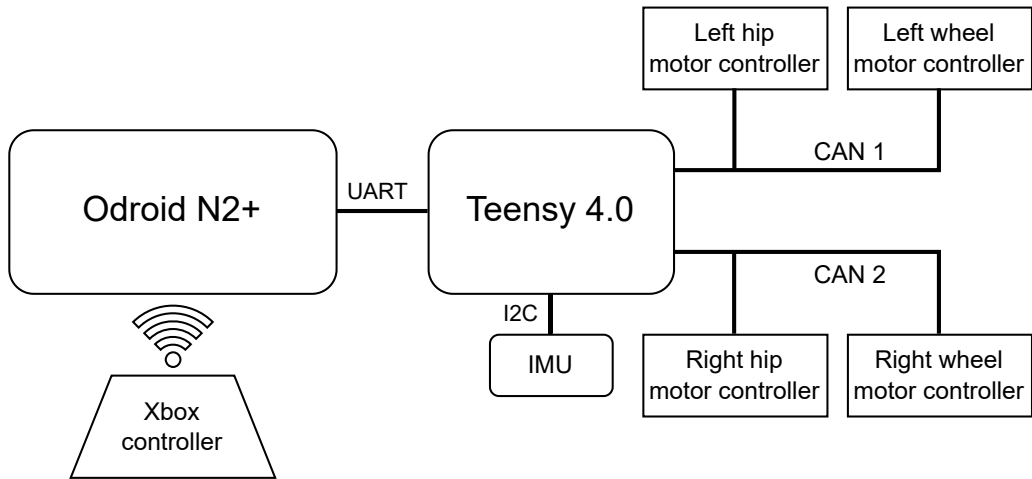 Left hip
motor controller
Left wheel
motor controller
CAN 1
Odroid N2+
UART
Teensy 4.0
CAN 2
I2C
IMU
Right hip
motor controller
Right wheel
motor controller
Xbox
controller